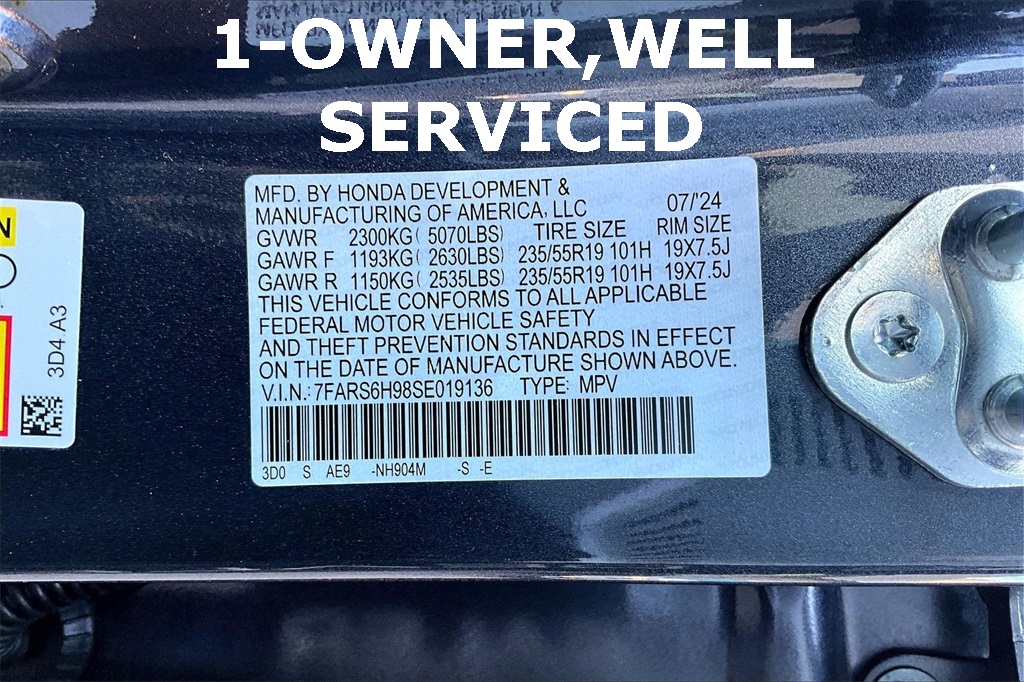 1-OWNER,WELL
SERVICED
MFD. BY HONDA DEVELOPMENT &
MANUFACTURING OF AMERICA, LLC 07/'24
GVWR 2300KG( 5070LBS) TIRE SIZE RIM SIZE
GAWR F 1193KG( 2630LBS) 235/55R19 101H 19X7.5J
GAWR R 1150KG( 2535LBS) 235/55R19 101H 19X7.5J
THIS VEHICLE CONFORMS TO ALL APPLICABLE
FEDERAL MOTOR VEHICLE SAFETY
AND THEFT PREVENTION STANDARDS IN EFFECT
ON THE DATE OF MANUFACTURE SHOWN ABOVE.
V.I.N.:7FARS6H98SE019136 TYPE: MPV
3D0 S AE9 -NH904M -S -E
N
3D4 A3